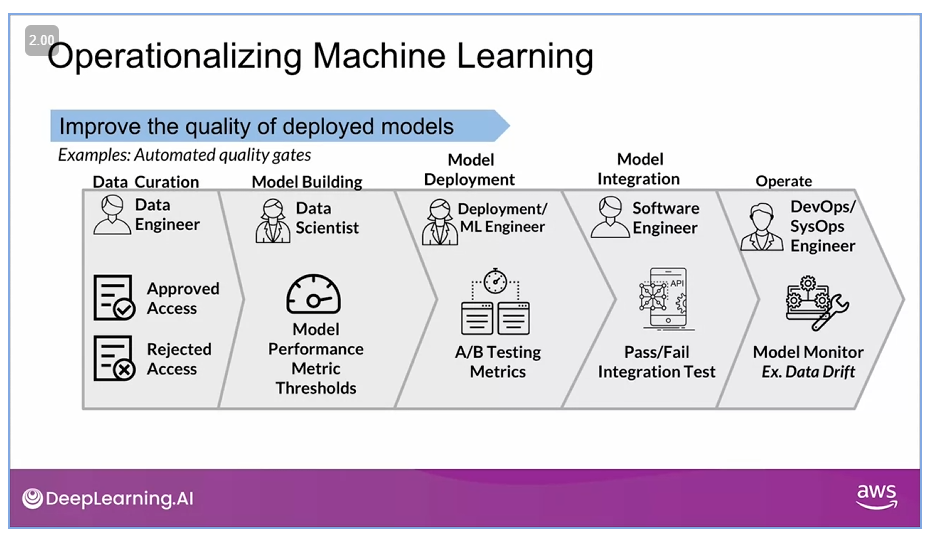 2.00
Operationalizing Machine Learning
Improve the quality of deployed models
Examples: Automated quality gates
Data Curation
Data
Engineer
Approved
Access
Rejected
Access
Model Building
Data
Scientist
Model
Performance
Metric
Thresholds
Model
Deployment
Deployment/
ML Engineer
A/B Testing
Metrics
Model
Integration
Software
Engineer
API
Pass/Fail
Integration Test
Operate
DevOps/
SysOps
Engineer
Model Monitor
Ex. Data Drift
DeepLearning.AI
aws